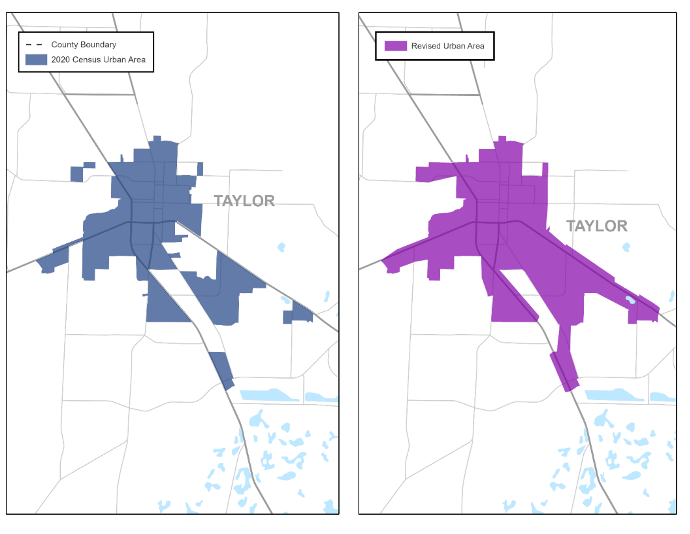 County Boundary
2020 Census Urban Area
TAYLOR
Revised Urban Area
TAYLOR